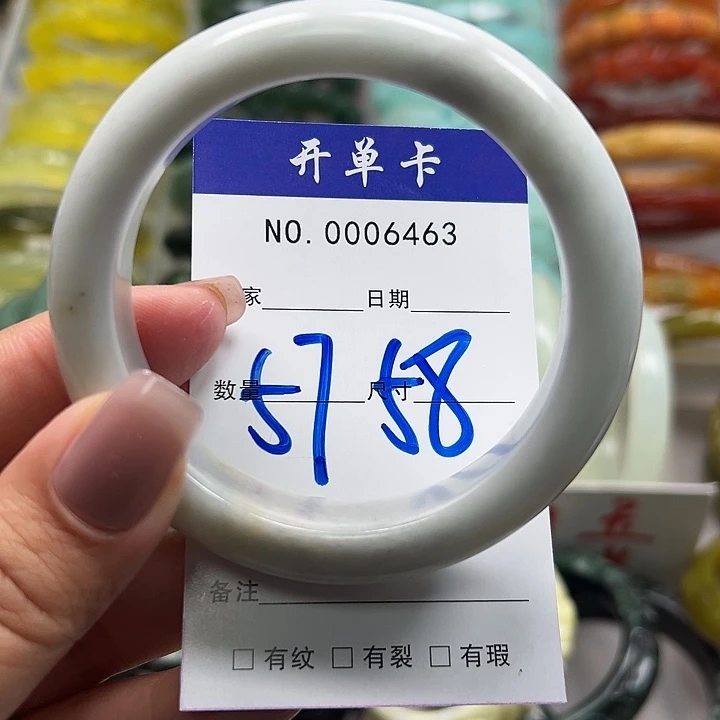 开单卡
NO. 0006463
家 日期
数量 尺寸
57 58
备注
□ 有纹 □ 有裂 □ 有瑕